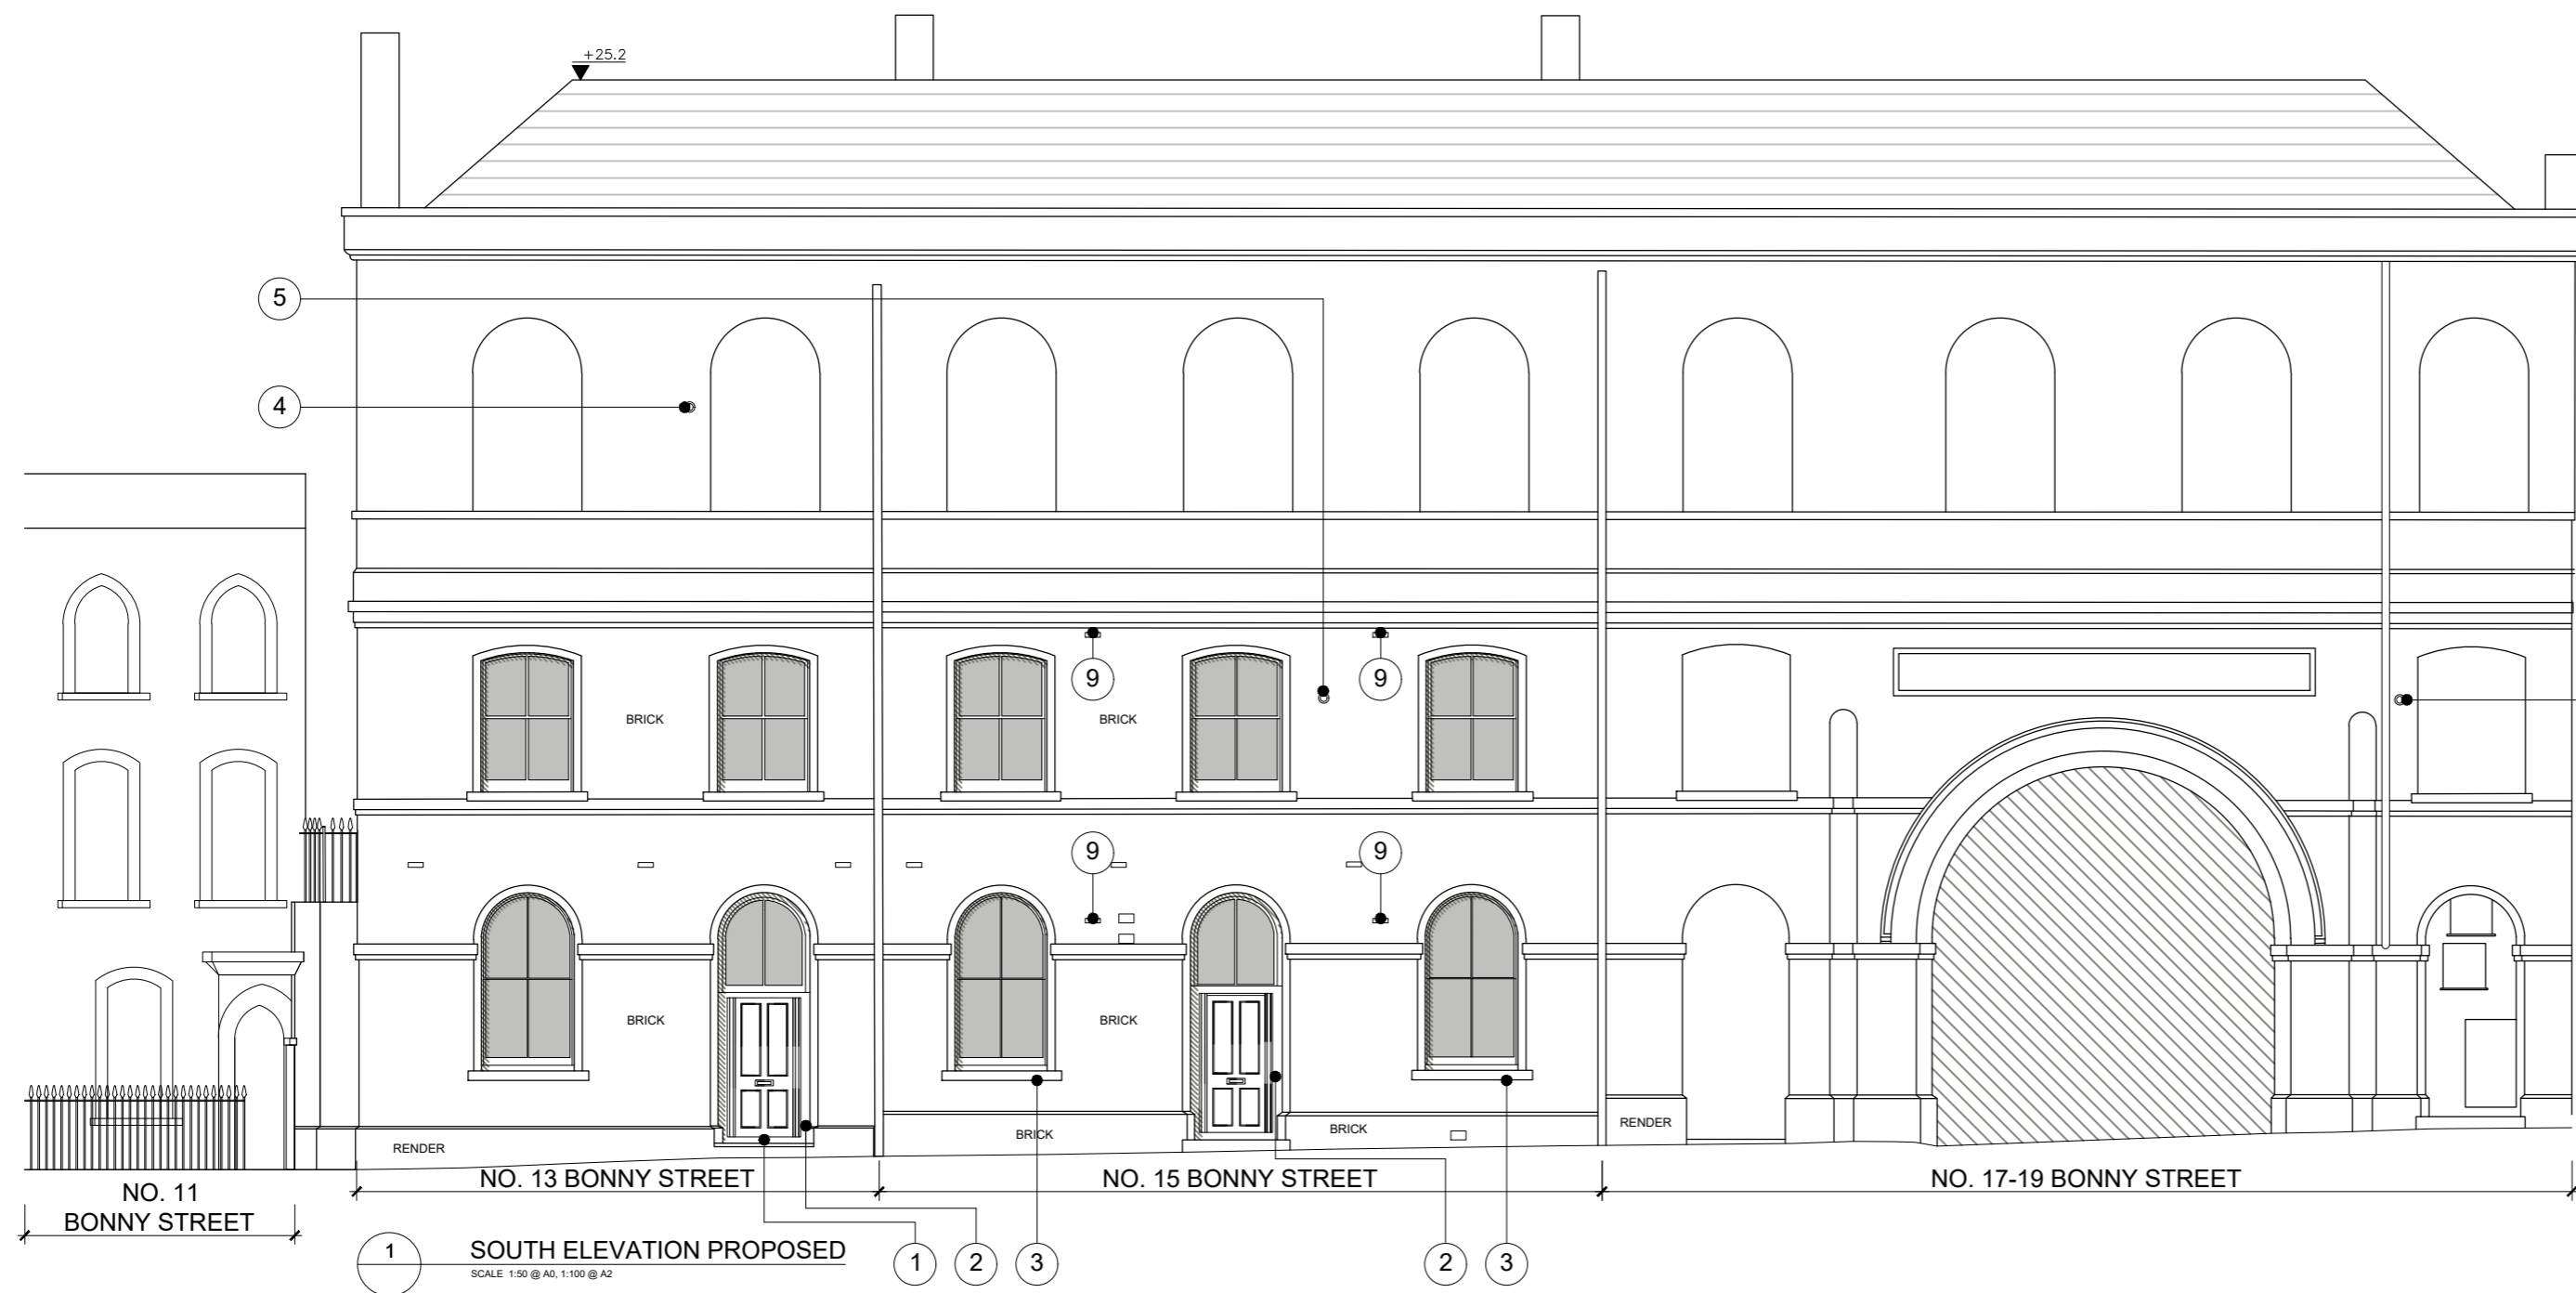 +25.2
5
4
9
9
BRICK
BRICK
9
9
BRICK
BRICK
BRICK
BRICK
RENDER
RENDER
NO. 13 BONNY STREET
NO. 15 BONNY STREET
NO. 17-19 BONNY STREET
NO. 11
BONNY STREET
1
SOUTH ELEVATION PROPOSED
SCALE 1:50 @ A0, 1:100 @ A2
1
2
3
2
3